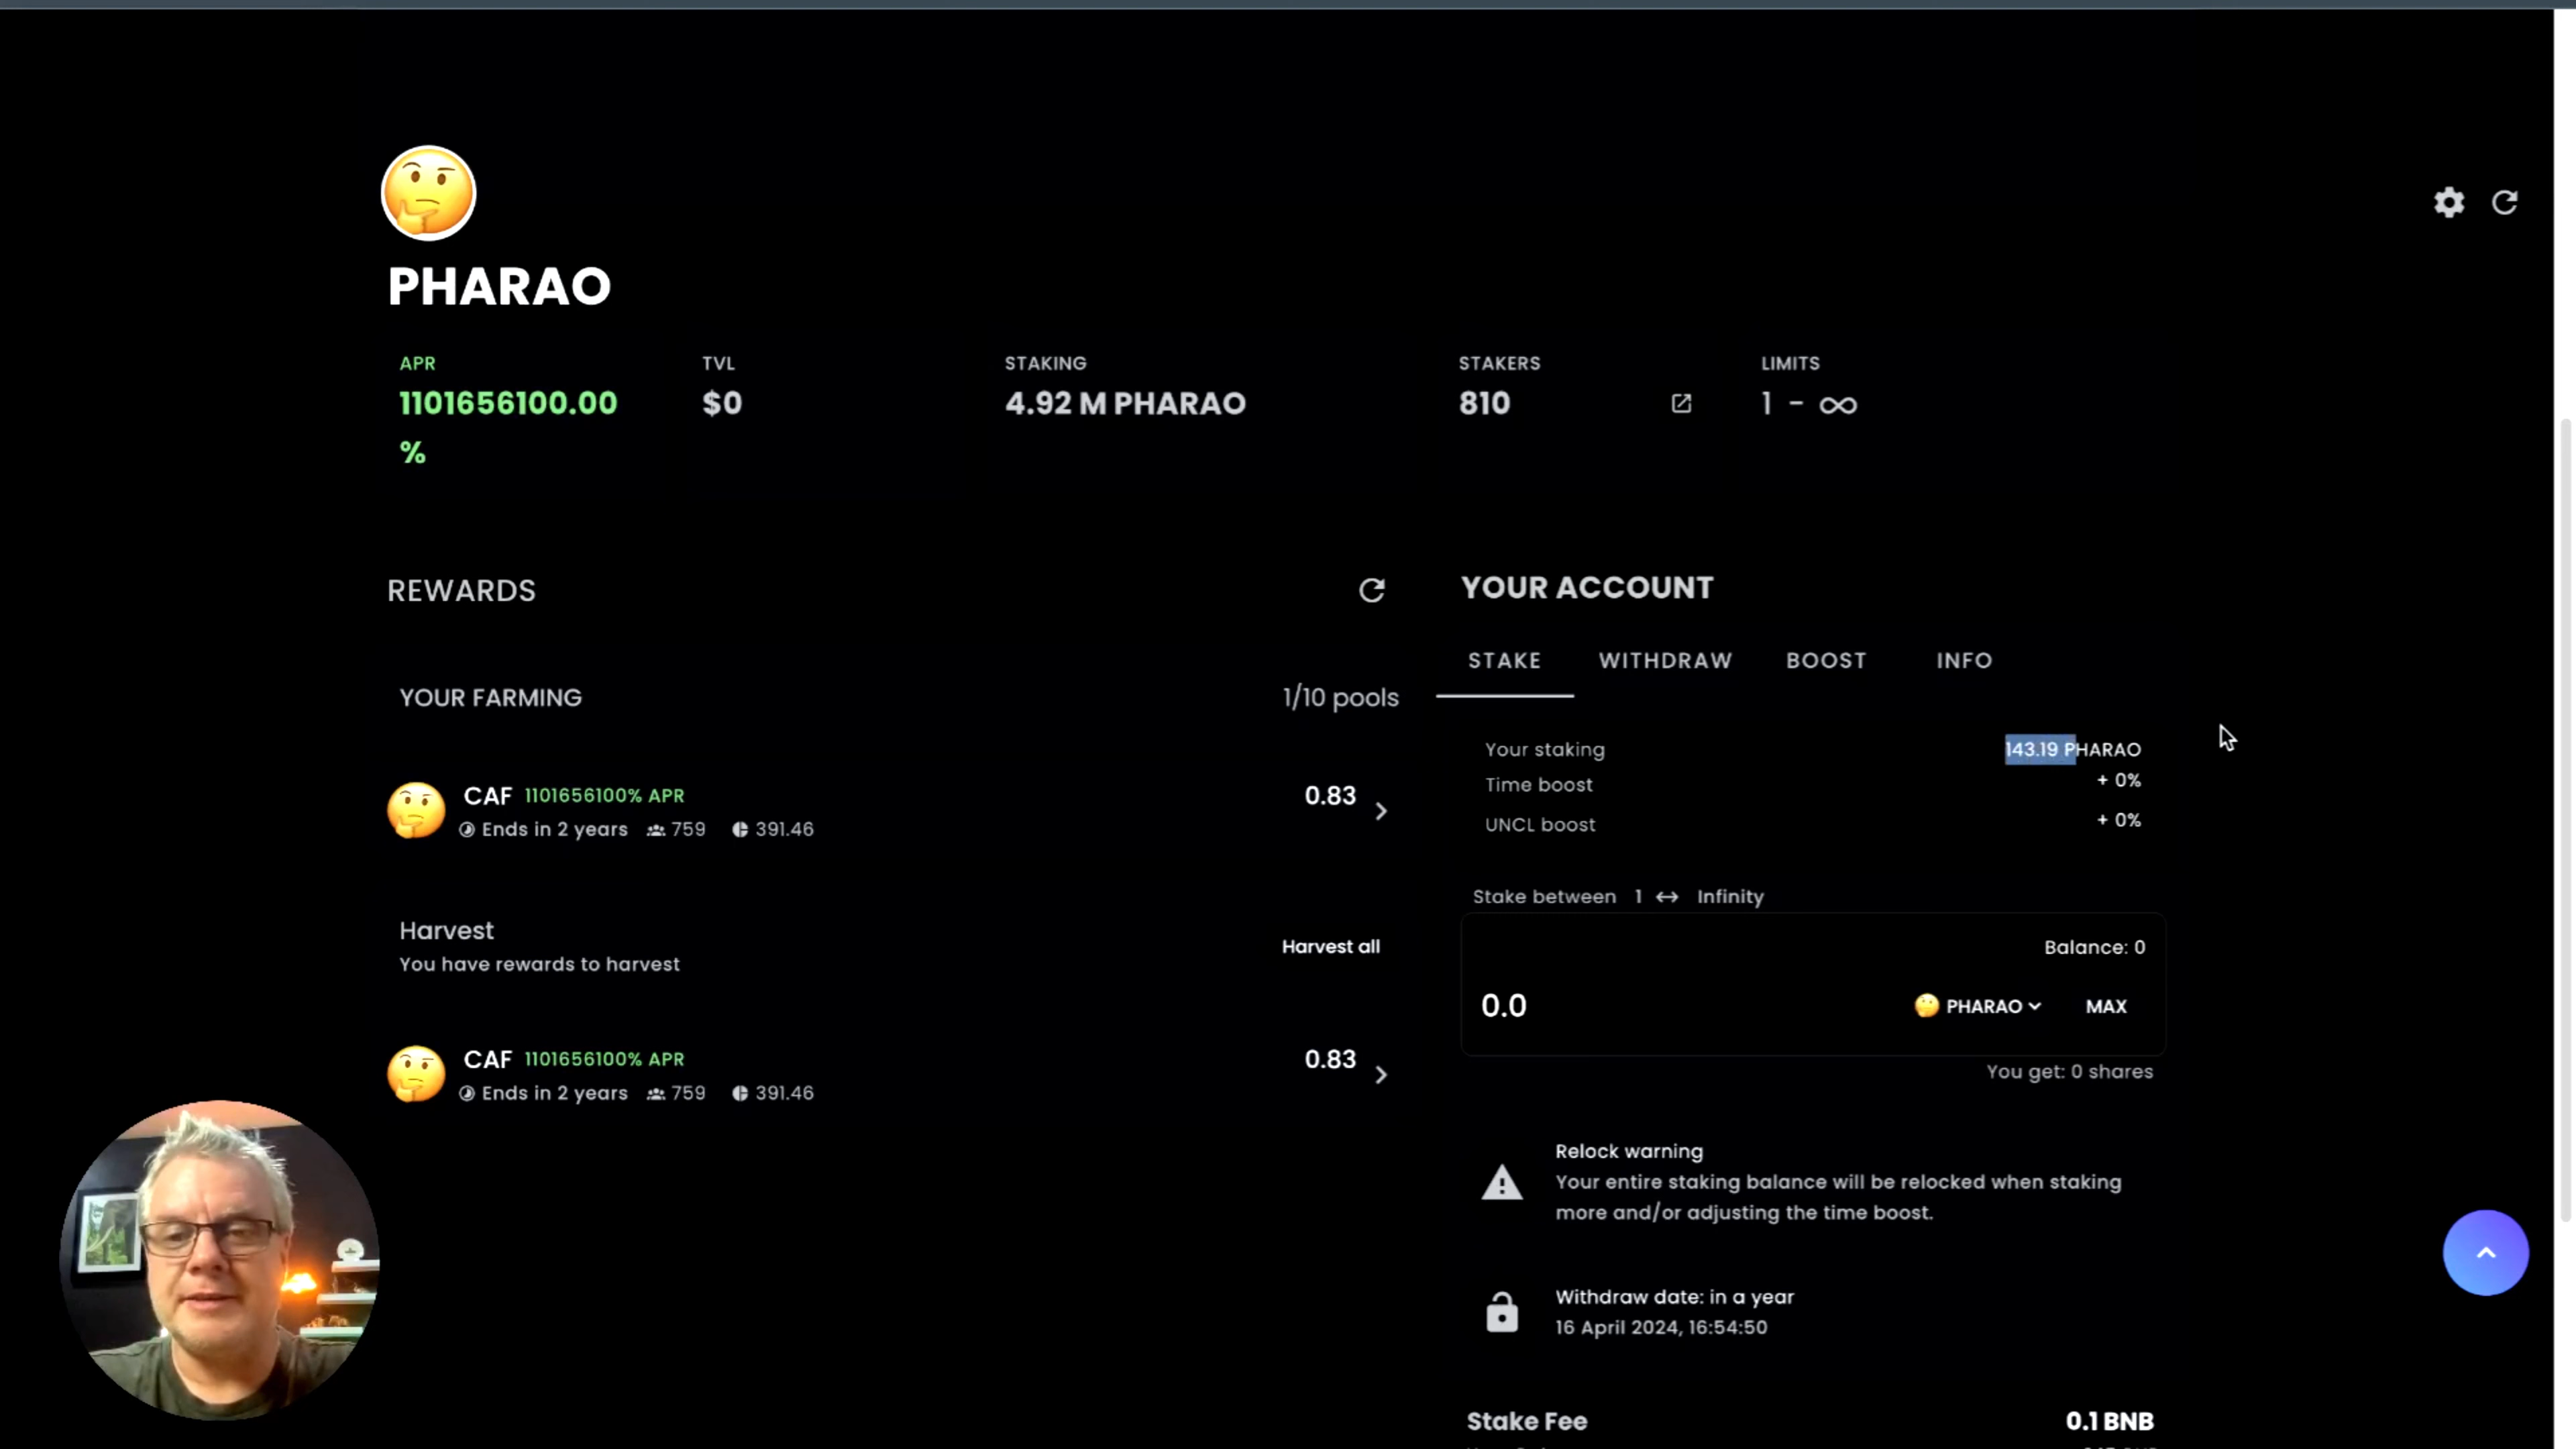 PHARAO
APR
1101656100.00
%
TVL
$0
STAKING
4.92 M PHARAO
STAKERS
810
LIMITS
1 - ∞
REWARDS
YOUR FARMING
1/10 pools
CAF 1101656100% APR
0.83
Ends in 2 years 759 391.46
Harvest
You have rewards to harvest
Harvest all
CAF 1101656100% APR
0.83
Ends in 2 years 759 391.46
YOUR ACCOUNT
STAKE WITHDRAW BOOST INFO
Your staking 143.19 PHARAO
Time boost + 0%
UNCL boost + 0%
Stake between 1 ↔ Infinity
Balance: 0
0.0 PHARAO MAX
You get: 0 shares
Relock warning
Your entire staking balance will be relocked when staking
more and/or adjusting the time boost.
Withdraw date: in a year
16 April 2024, 16:54:50
Stake Fee 0.1 BNB